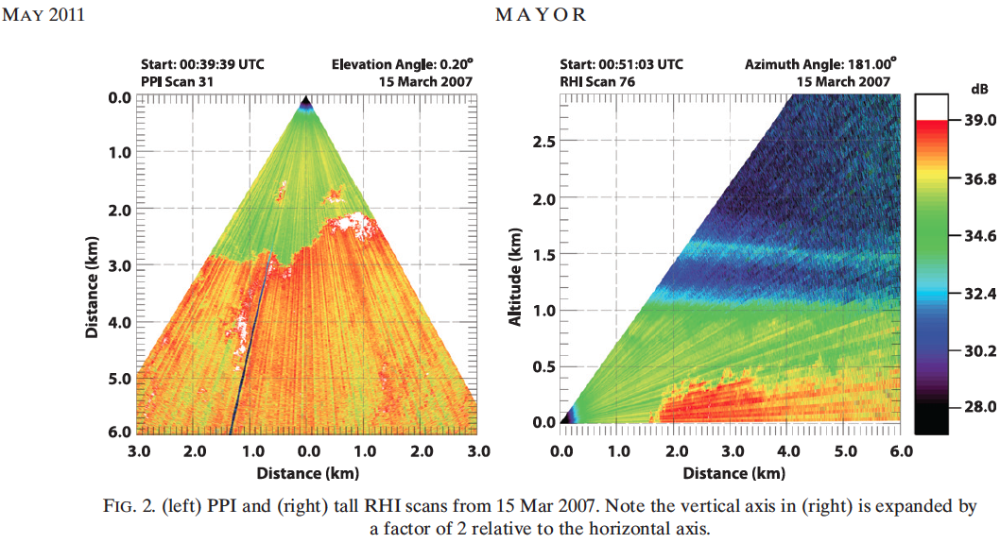 MAY 2011
MAYOR
Start: 00:39:39 UTC
Elevation Angle: 0.20°
PPI Scan 31
15 March 2007
0.0
1.0
2.0
3.0
4.0
5.0
6.0
Distance (km)
3.0 2.0 1.0 0.0 1.0 2.0 3.0
Distance (km)
Start: 00:51:03 UTC
Azimuth Angle: 181.00°
RHI Scan 76
15 March 2007
2.5
2.0
1.5
1.0
0.5
0.0
Altitude (km)
0.0 1.0 2.0 3.0 4.0 5.0 6.0
Distance (km)
dB
39.0
36.8
34.6
32.4
30.2
28.0
FIG. 2. (left) PPI and (right) tall RHI scans from 15 Mar 2007. Note the vertical axis in (right) is expanded by
a factor of 2 relative to the horizontal axis.